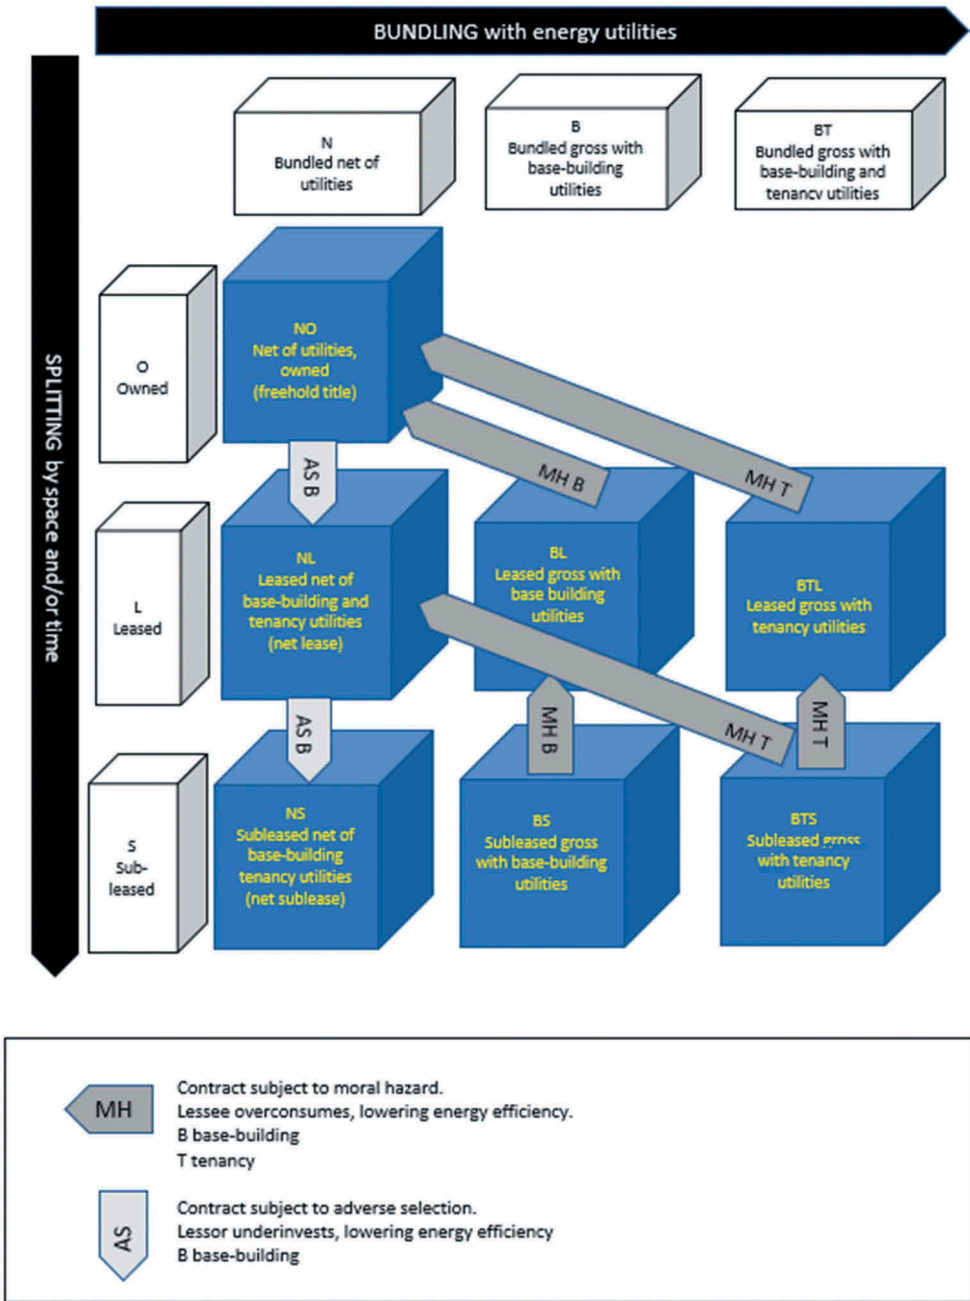 BUNDLING with energy utilities
SPLITTING by space and/or time
N
Bundled net of
utilities
B
Bundled gross with
base-building
utilities
BT
Bundled gross with
base-building and
tenancy utilities
O
Owned
NO
Net of utilities,
owned
(freehold title)
AS B
MH B
MH T
L
Leased
NL
Leased net of
base-building and
tenancy utilities
(net lease)
BL
Leased gross with
base building
utilities
BTL
Leased gross with
tenancy utilities
AS B
MH B
MH T
MH T
S
Sub-
leased
NS
Subleased net of
base-building
tenancy utilities
(net sublease)
BS
Subleased gross
with base-building
utilities
BTS
Subleased gross
with tenancy
utilities
MH
Contract subject to moral hazard.
Lessee overconsumes, lowering energy efficiency.
B base-building
T tenancy
AS
Contract subject to adverse selection.
Lessor underinvests, lowering energy efficiency
B base-building